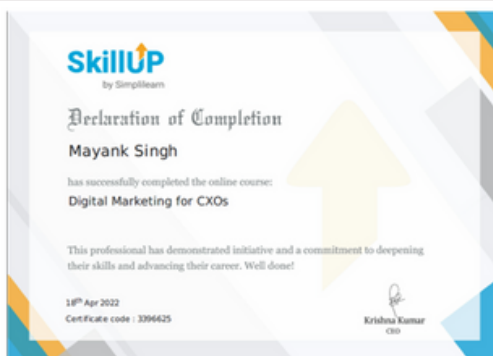 SkillUP
by Simplilearn
Declaration of Completion
Mayank Singh
has successfully completed the online course:
Digital Marketing for CXOs
This professional has demonstrated initiative and a commitment to deepening
their skills and advancing their career. Well done!
18th Apr 2022
Certificate code : 3396625
Krishna Kumar
CEO